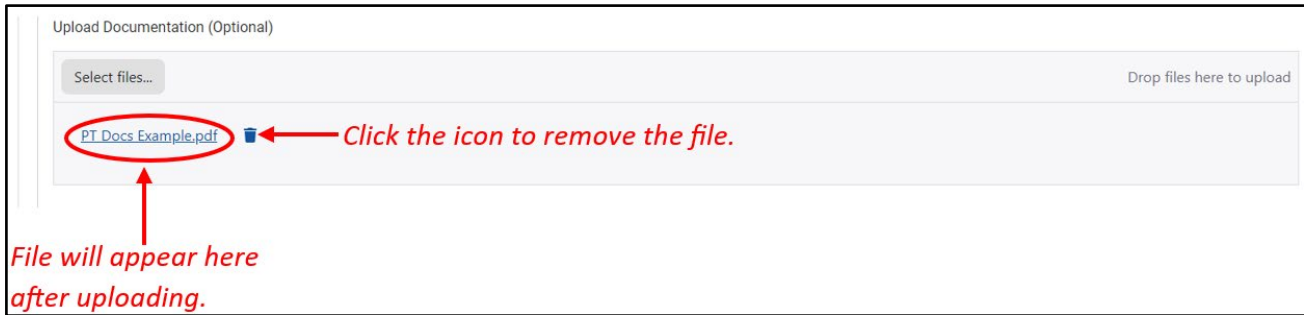 Upload Documentation (Optional)
Select files...
Drop files here to upload
PT Docs Example.pdf
Click the icon to remove the file.
File will appear here
after uploading.